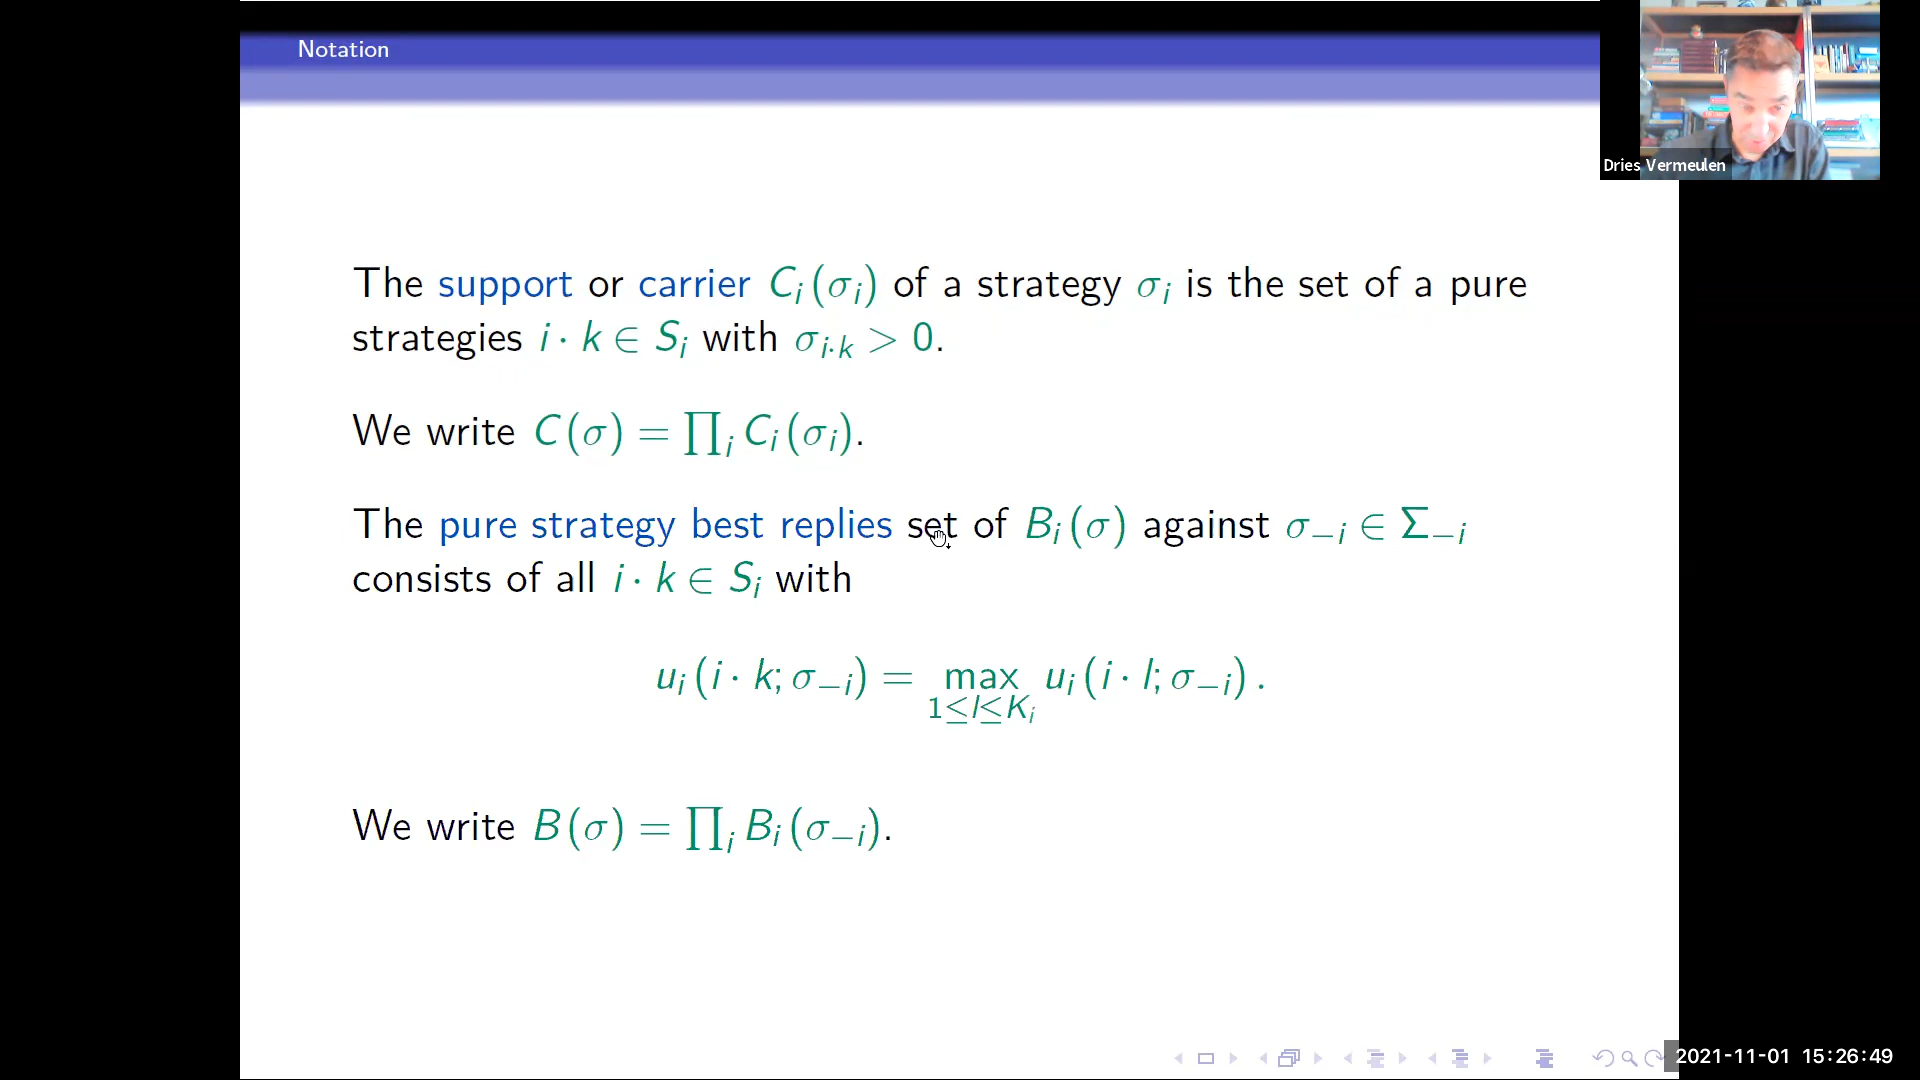 Notation
Dries Vermeulen
The support or carrier C_i(σ_i) of a strategy σ_i is the set of a pure
strategies i · k ∈ S_i with σ_{i·k} > 0.
We write C(σ) = ∏_i C_i(σ_i).
The pure strategy best replies set of B_i(σ) against σ_{−i} ∈ Σ_{−i}
consists of all i · k ∈ S_i with
u_i(i · k; σ_{−i}) = max_{1≤l≤K_i} u_i(i · l; σ_{−i}).
We write B(σ) = ∏_i B_i(σ_{−i}).
2021-11-01 15:26:49